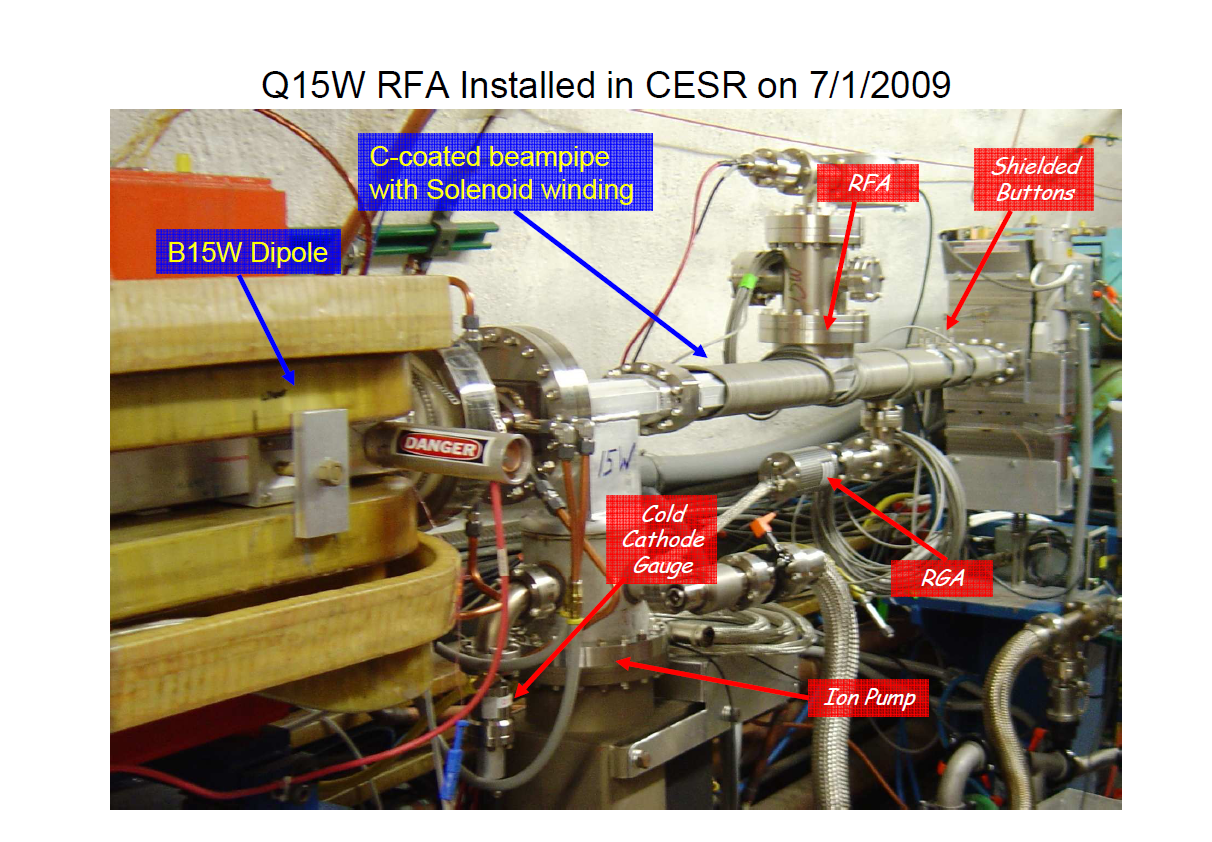 Q15W RFA Installed in CESR on 7/1/2009
C-coated beampipe
with Solenoid winding
RFA
Shielded
Buttons
B15W Dipole
DANGER
15W
Cold
Cathode
Gauge
RGA
Ion Pump